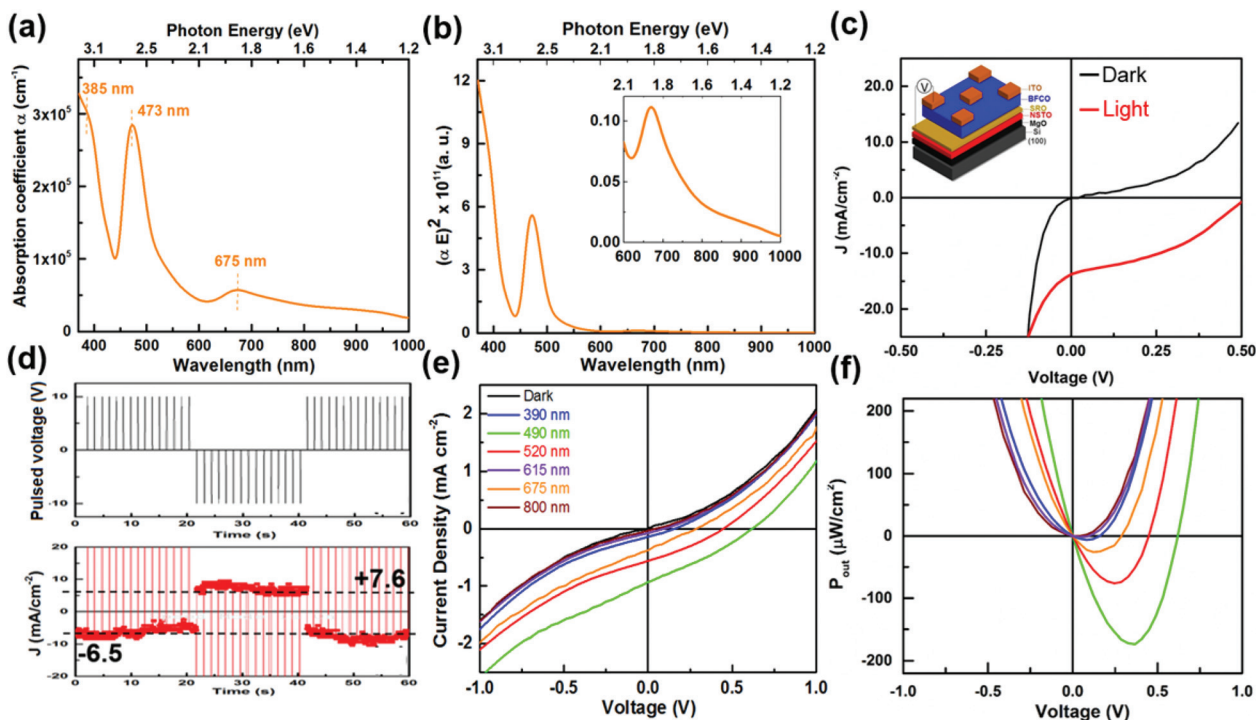 (a)
Photon Energy (eV)
3.1 2.5 2.1 1.8 1.6 1.4 1.2
Absorption coefficient α (cm⁻¹)
3x10⁵
2x10⁵
1x10⁵
0
385 nm
473 nm
675 nm
400 500 600 700 800 900 1000
Wavelength (nm)
(b)
Photon Energy (eV)
3.1 2.5 2.1 1.8 1.6 1.4 1.2
(α E)² x 10¹¹(a. u.)
12
9
6
3
0
2.1 1.8 1.6 1.4 1.2
0.10
0.05
0.00
600 700 800 900 1000
400 500 600 700 800 900 1000
Wavelength (nm)
(c)
J (mA/cm⁻²)
20.0
10.0
0.0
-10.0
-20.0
V
ITO
BFCO
SRO
NSTO
MgO
Si
(100)
Dark
Light
-0.50 -0.25 0.00 0.25 0.50
Voltage (V)
(d)
Pulsed voltage (V)
10
0
-10
0 10 20 30 40 50 60
Time (s)
J (mA/cm⁻²)
20
10
0
-10
-20
+7.6
-6.5
0 10 20 30 40 50 60
Time (s)
(e)
Current Density (mA cm⁻²)
2
1
0
-1
-2
Dark
390 nm
490 nm
520 nm
615 nm
675 nm
800 nm
-1.0 -0.5 0.0 0.5 1.0
Voltage (V)
(f)
P_out (μW/cm²)
200
100
0
-100
-200
-1.0 -0.5 0.0 0.5 1.0
Voltage (V)